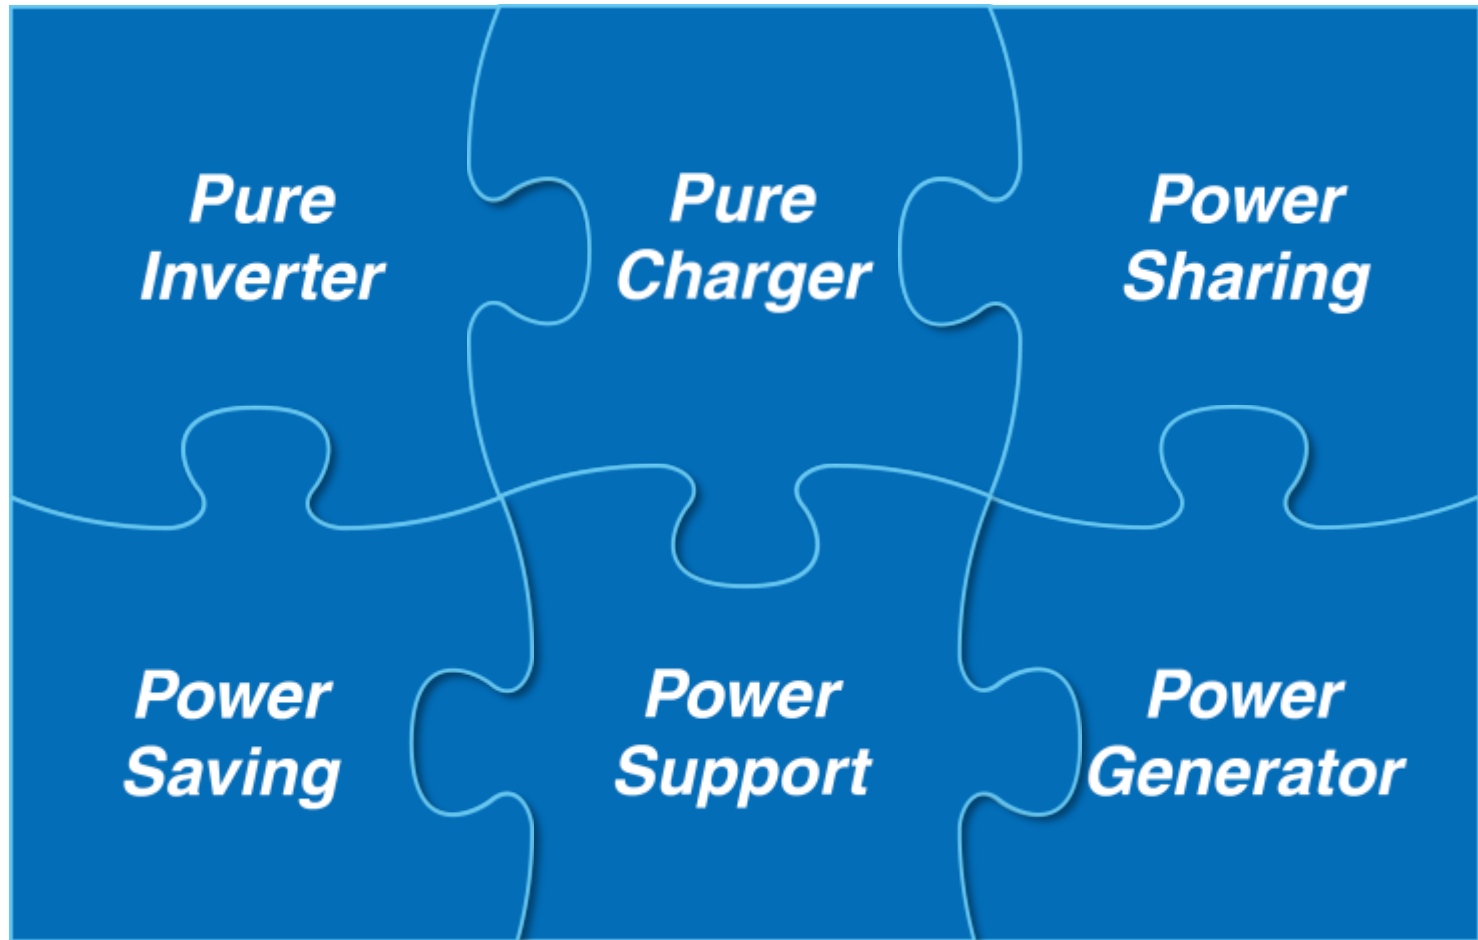 Pure
Inverter
Pure
Charger
Power
Sharing
Power
Saving
Power
Support
Power
Generator